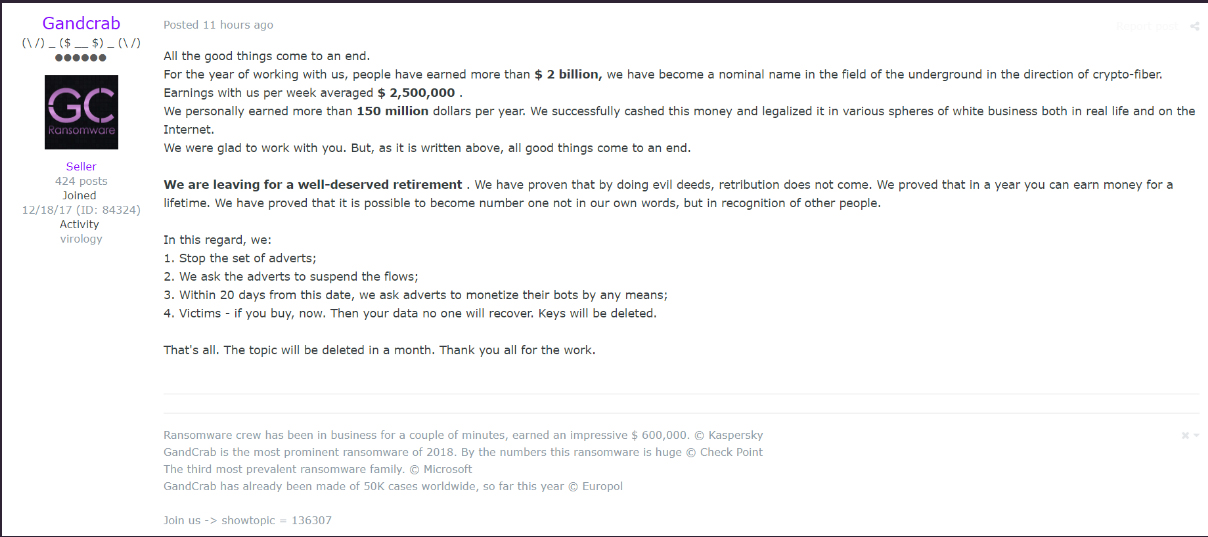 Gandcrab
(\ /) _ ($ __ $) _ (\ /)
●●●●●●
GC
Ransomware
Seller
424 posts
Joined
12/18/17 (ID: 84324)
Activity
virology
Posted 11 hours ago
Report post
All the good things come to an end.
For the year of working with us, people have earned more than $ 2 billion, we have become a nominal name in the field of the underground in the direction of crypto-fiber.
Earnings with us per week averaged $ 2,500,000 .
We personally earned more than 150 million dollars per year. We successfully cashed this money and legalized it in various spheres of white business both in real life and on the
Internet.
We were glad to work with you. But, as it is written above, all good things come to an end.
We are leaving for a well-deserved retirement . We have proven that by doing evil deeds, retribution does not come. We proved that in a year you can earn money for a
lifetime. We have proved that it is possible to become number one not in our own words, but in recognition of other people.
In this regard, we:
1. Stop the set of adverts;
2. We ask the adverts to suspend the flows;
3. Within 20 days from this date, we ask adverts to monetize their bots by any means;
4. Victims - if you buy, now. Then your data no one will recover. Keys will be deleted.
That's all. The topic will be deleted in a month. Thank you all for the work.
Ransomware crew has been in business for a couple of minutes, earned an impressive $ 600,000. © Kaspersky
GandCrab is the most prominent ransomware of 2018. By the numbers this ransomware is huge © Check Point
The third most prevalent ransomware family. © Microsoft
GandCrab has already been made of 50K cases worldwide, so far this year © Europol
Join us -> showtopic = 136307